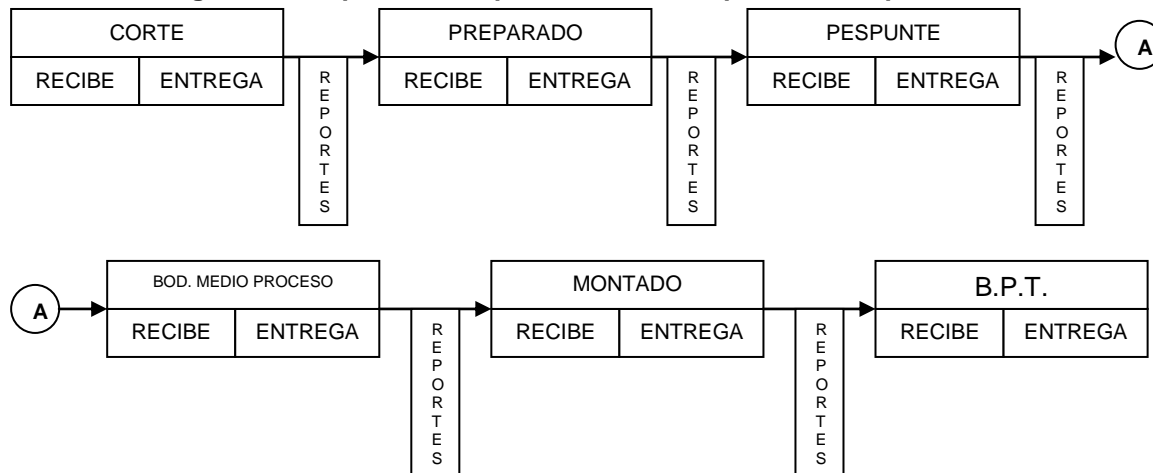 CORTE
RECIBE ENTREGA
REPORTES
PREPARADO
RECIBE ENTREGA
REPORTES
PESPUNTE
RECIBE ENTREGA
REPORTES
A
A
BOD. MEDIO PROCESO
RECIBE ENTREGA
REPORTES
MONTADO
RECIBE ENTREGA
REPORTES
B.P.T.
RECIBE ENTREGA